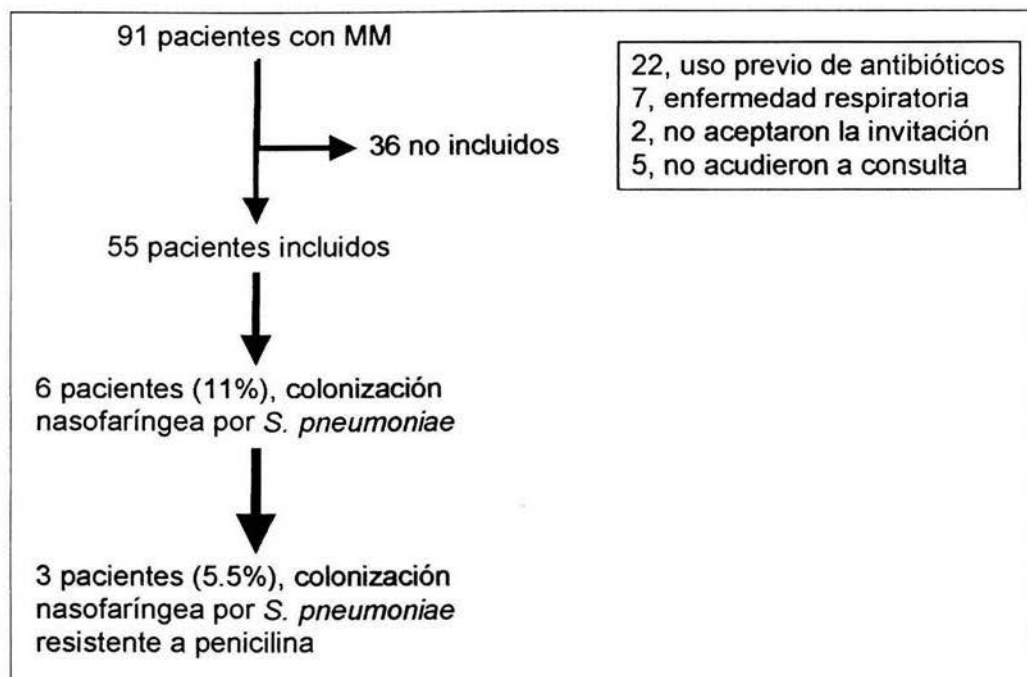 91 pacientes con MM
22, uso previo de antibióticos
7, enfermedad respiratoria
2, no aceptaron la invitación
5, no acudieron a consulta
36 no incluidos
55 pacientes incluidos
6 pacientes (11%), colonización
nasofaríngea por S. pneumoniae
3 pacientes (5.5%), colonización
nasofaríngea por S. pneumoniae
resistente a penicilina